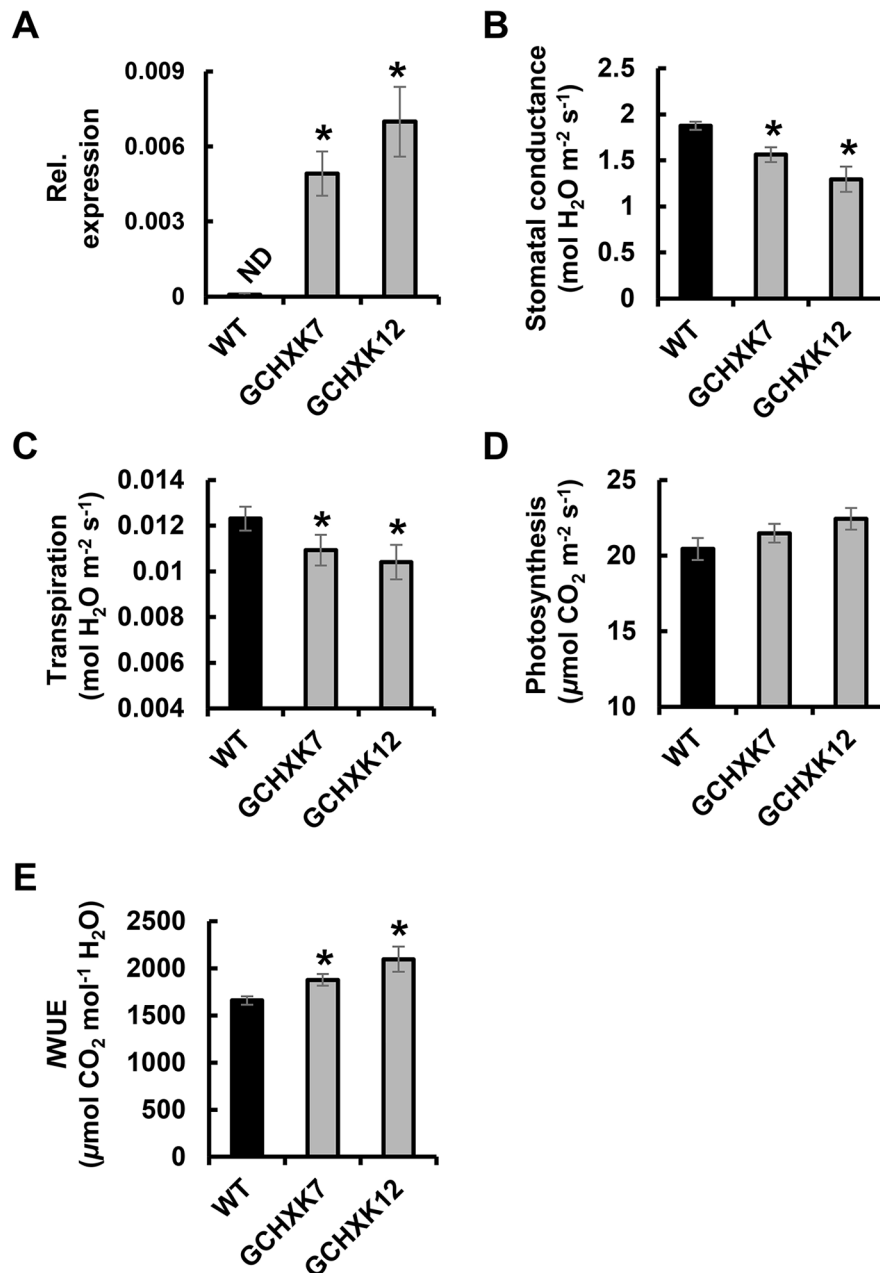 A
Rel.
expression
0.009
0.006
0.003
0
ND
*
*
WT
GCHXK7
GCHXK12
B
Stomatal conductance
(mol H₂O m⁻² s⁻¹)
2.5
2
1.5
1
0.5
0
*
*
WT
GCHXK7
GCHXK12
C
Transpiration
(mol H₂O m⁻² s⁻¹)
0.014
0.012
0.01
0.008
0.006
0.004
*
*
WT
GCHXK7
GCHXK12
D
Photosynthesis
(µmol CO₂ m⁻² s⁻¹)
25
20
15
10
WT
GCHXK7
GCHXK12
E
iWUE
(µmol CO₂ mol⁻¹ H₂O)
2500
2000
1500
1000
500
0
*
*
WT
GCHXK7
GCHXK12